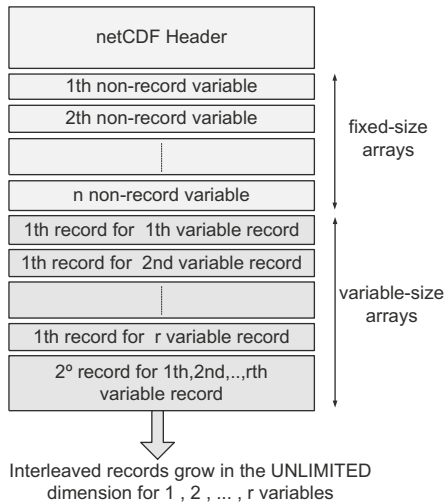 netCDF Header
1th non-record variable
2th non-record variable
n non-record variable
fixed-size
arrays
1th record for 1th variable record
1th record for 2nd variable record
1th record for r variable record
2º record for 1th,2nd,..,rth
variable record
variable-size
arrays
Interleaved records grow in the UNLIMITED
dimension for 1 , 2 , ... , r variables